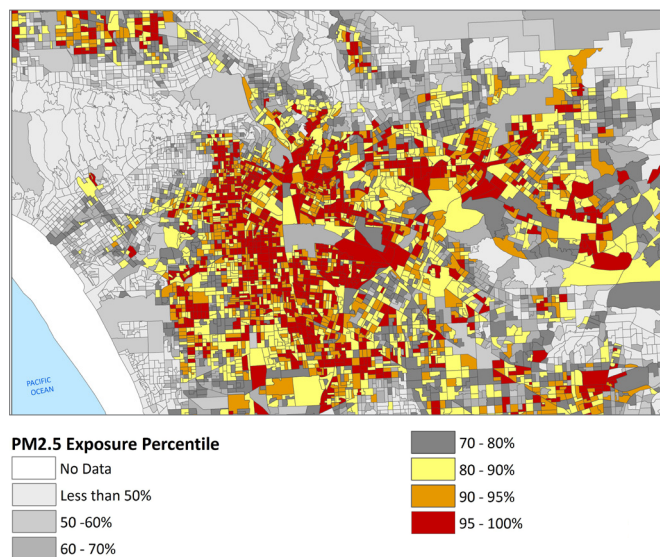 PACIFIC
OCEAN
PM2.5 Exposure Percentile
No Data
Less than 50%
50 -60%
60 - 70%
70 - 80%
80 - 90%
90 - 95%
95 - 100%